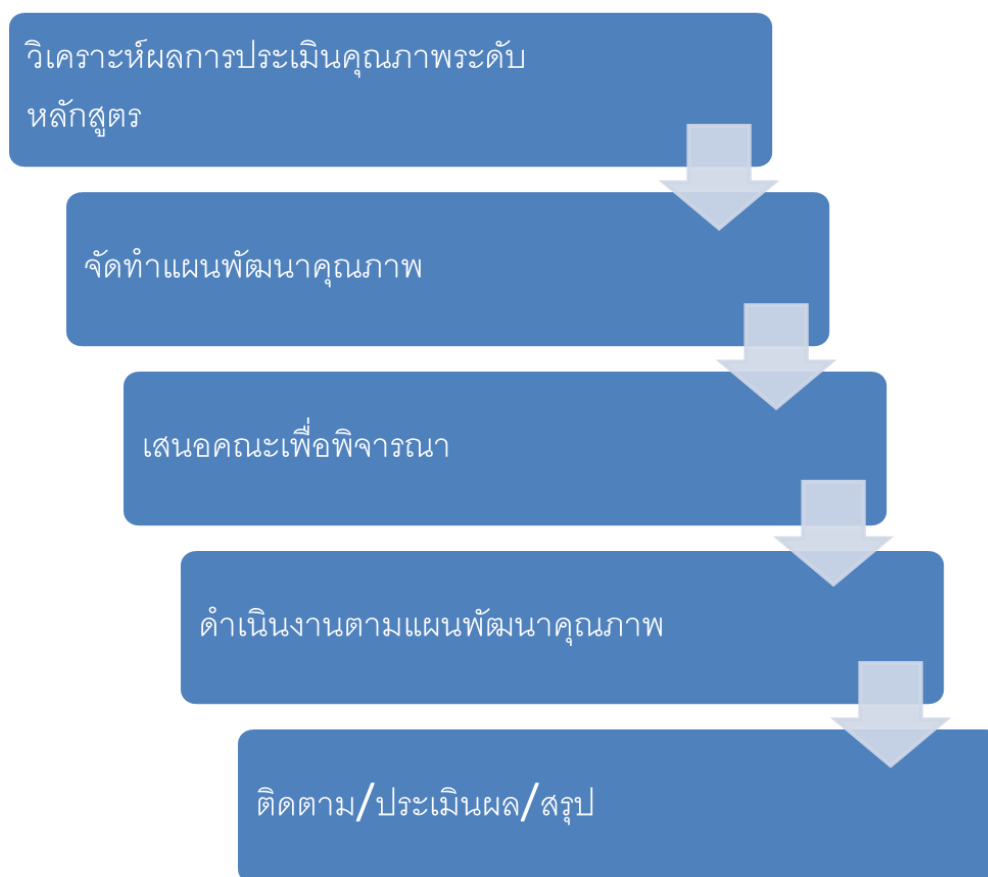 วิเคราะห์ผลการประเมินคุณภาพระดับ
หลักสูตร
จัดทำแผนพัฒนาคุณภาพ
เสนอคณะเพื่อพิจารณา
ดำเนินงานตามแผนพัฒนาคุณภาพ
ติดตาม/ประเมินผล/สรุป